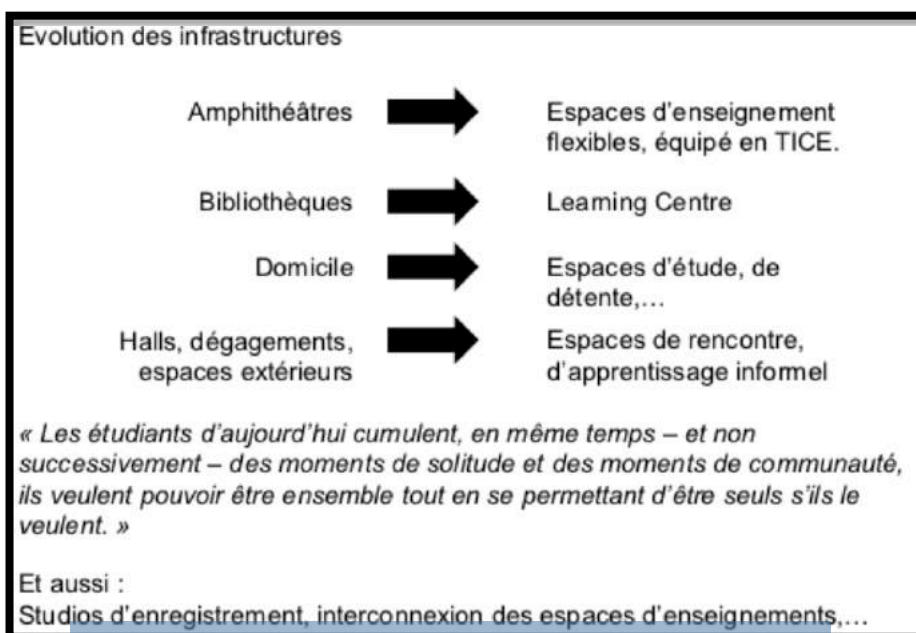 Evolution des infrastructures
Amphithéâtres
Espaces d'enseignement
flexibles, équipé en TICE.
Bibliothèques
Learning Centre
Domicile
Espaces d'étude, de
détente,…
Halls, dégagements,
espaces extérieurs
Espaces de rencontre,
d'apprentissage informel
« Les étudiants d'aujourd'hui cumulent, en même temps – et non
successivement – des moments de solitude et des moments de communauté,
ils veulent pouvoir être ensemble tout en se permettant d'être seuls s'ils le
veulent. »
Et aussi :
Studios d'enregistrement, interconnexion des espaces d'enseignements,…